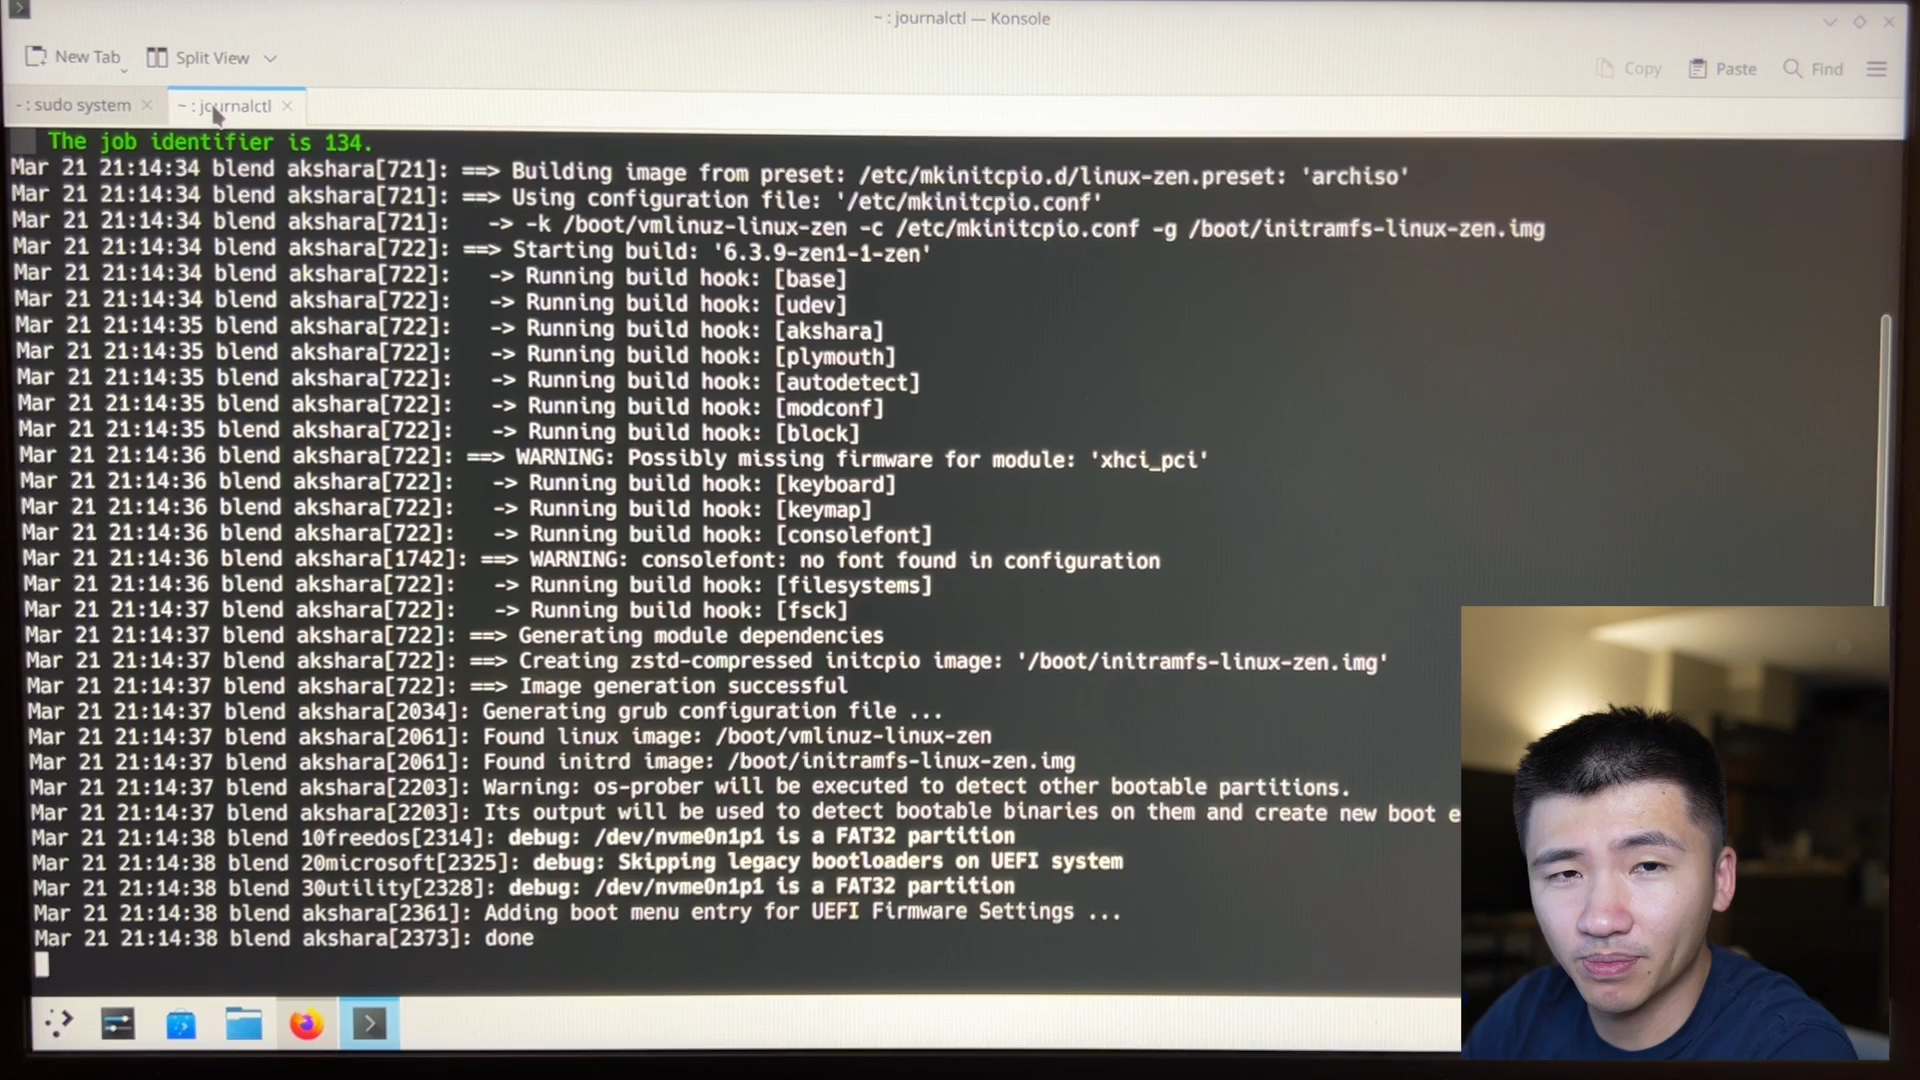 ~ : journalctl — Konsole
New Tab
Split View
Copy
Paste
Find
~ : sudo system
~ : journalctl
The job identifier is 134.
Mar 21 21:14:34 blend akshara[721]: ==> Building image from preset: /etc/mkinitcpio.d/linux-zen.preset: 'archiso'
Mar 21 21:14:34 blend akshara[721]: ==> Using configuration file: '/etc/mkinitcpio.conf'
Mar 21 21:14:34 blend akshara[721]:   -> -k /boot/vmlinuz-linux-zen -c /etc/mkinitcpio.conf -g /boot/initramfs-linux-zen.img
Mar 21 21:14:34 blend akshara[722]: ==> Starting build: '6.3.9-zen1-1-zen'
Mar 21 21:14:34 blend akshara[722]:   -> Running build hook: [base]
Mar 21 21:14:34 blend akshara[722]:   -> Running build hook: [udev]
Mar 21 21:14:35 blend akshara[722]:   -> Running build hook: [akshara]
Mar 21 21:14:35 blend akshara[722]:   -> Running build hook: [plymouth]
Mar 21 21:14:35 blend akshara[722]:   -> Running build hook: [autodetect]
Mar 21 21:14:35 blend akshara[722]:   -> Running build hook: [modconf]
Mar 21 21:14:35 blend akshara[722]:   -> Running build hook: [block]
Mar 21 21:14:36 blend akshara[722]: ==> WARNING: Possibly missing firmware for module: 'xhci_pci'
Mar 21 21:14:36 blend akshara[722]:   -> Running build hook: [keyboard]
Mar 21 21:14:36 blend akshara[722]:   -> Running build hook: [keymap]
Mar 21 21:14:36 blend akshara[722]:   -> Running build hook: [consolefont]
Mar 21 21:14:36 blend akshara[1742]: ==> WARNING: consolefont: no font found in configuration
Mar 21 21:14:36 blend akshara[722]:   -> Running build hook: [filesystems]
Mar 21 21:14:37 blend akshara[722]:   -> Running build hook: [fsck]
Mar 21 21:14:37 blend akshara[722]: ==> Generating module dependencies
Mar 21 21:14:37 blend akshara[722]: ==> Creating zstd-compressed initcpio image: '/boot/initramfs-linux-zen.img'
Mar 21 21:14:37 blend akshara[722]: ==> Image generation successful
Mar 21 21:14:37 blend akshara[2034]: Generating grub configuration file ...
Mar 21 21:14:37 blend akshara[2061]: Found linux image: /boot/vmlinuz-linux-zen
Mar 21 21:14:37 blend akshara[2061]: Found initrd image: /boot/initramfs-linux-zen.img
Mar 21 21:14:37 blend akshara[2203]: Warning: os-prober will be executed to detect other bootable partitions.
Mar 21 21:14:37 blend akshara[2203]: Its output will be used to detect bootable binaries on them and create new boot e
Mar 21 21:14:38 blend 10freedos[2314]: debug: /dev/nvme0n1p1 is a FAT32 partition
Mar 21 21:14:38 blend 20microsoft[2325]: debug: Skipping legacy bootloaders on UEFI system
Mar 21 21:14:38 blend 30utility[2328]: debug: /dev/nvme0n1p1 is a FAT32 partition
Mar 21 21:14:38 blend akshara[2361]: Adding boot menu entry for UEFI Firmware Settings ...
Mar 21 21:14:38 blend akshara[2373]: done